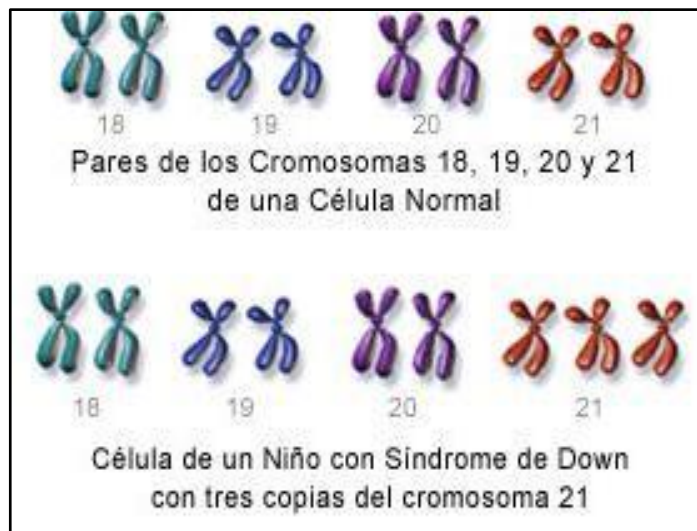 18 19 20 21
Pares de los Cromosomas 18, 19, 20 y 21
de una Célula Normal
18 19 20 21
Célula de un Niño con Síndrome de Down
con tres copias del cromosoma 21